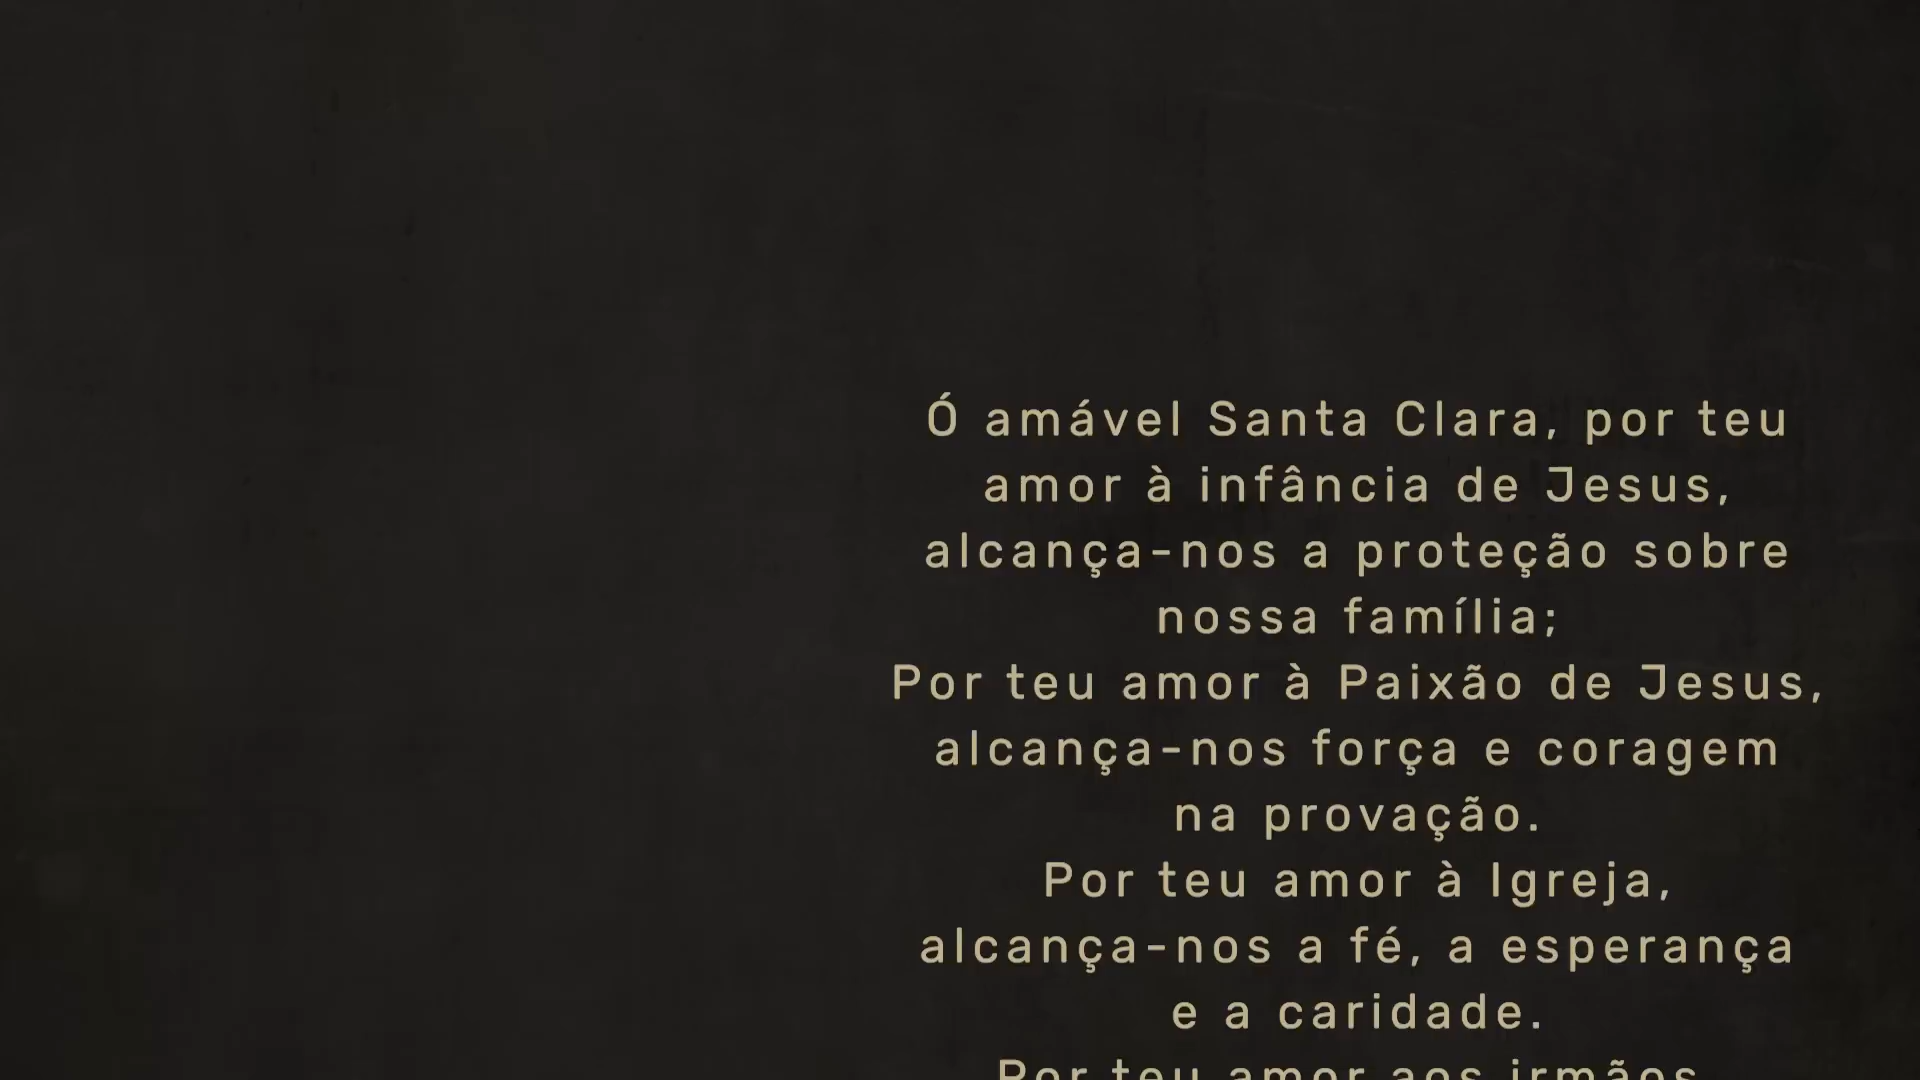 Ó amável Santa Clara, por teu
amor à infância de Jesus,
alcança-nos a proteção sobre
nossa família;
Por teu amor à Paixão de Jesus,
alcança-nos força e coragem
na provação.
Por teu amor à Igreja,
alcança-nos a fé, a esperança
e a caridade.
Por teu amor aos irmãos